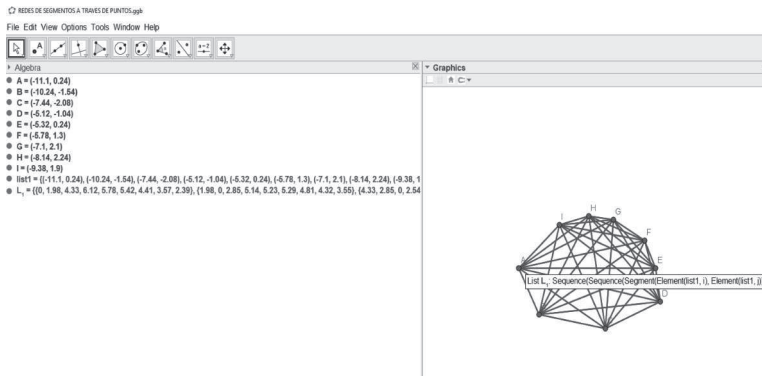 REDES DE SEGMENTOS A TRAVES DE PUNTOS.ggb
File Edit View Options Tools Window Help
A
a=2
Algebra
Graphics
A = (-11.1, 0.24)
B = (-10.24, -1.54)
C = (-7.44, -2.08)
D = (-5.12, -1.04)
E = (-5.32, 0.24)
F = (-5.78, 1.3)
G = (-7.1, 2.1)
H = (-8.14, 2.24)
I = (-9.38, 1.9)
list1 = {(-11.1, 0.24), (-10.24, -1.54), (-7.44, -2.08), (-5.12, -1.04), (-5.32, 0.24), (-5.78, 1.3), (-7.1, 2.1), (-8.14, 2.24), (-9.38, 1
L₁ = {{0, 1.98, 4.33, 6.12, 5.78, 5.42, 4.41, 3.57, 2.39}, {1.98, 0, 2.85, 5.14, 5.23, 5.29, 4.81, 4.32, 3.55}, {4.33, 2.85, 0, 2.54
H
G
I
F
A
E
List L₁: Sequence(Sequence(Segment(Element(list1, i), Element(list1, j)
D